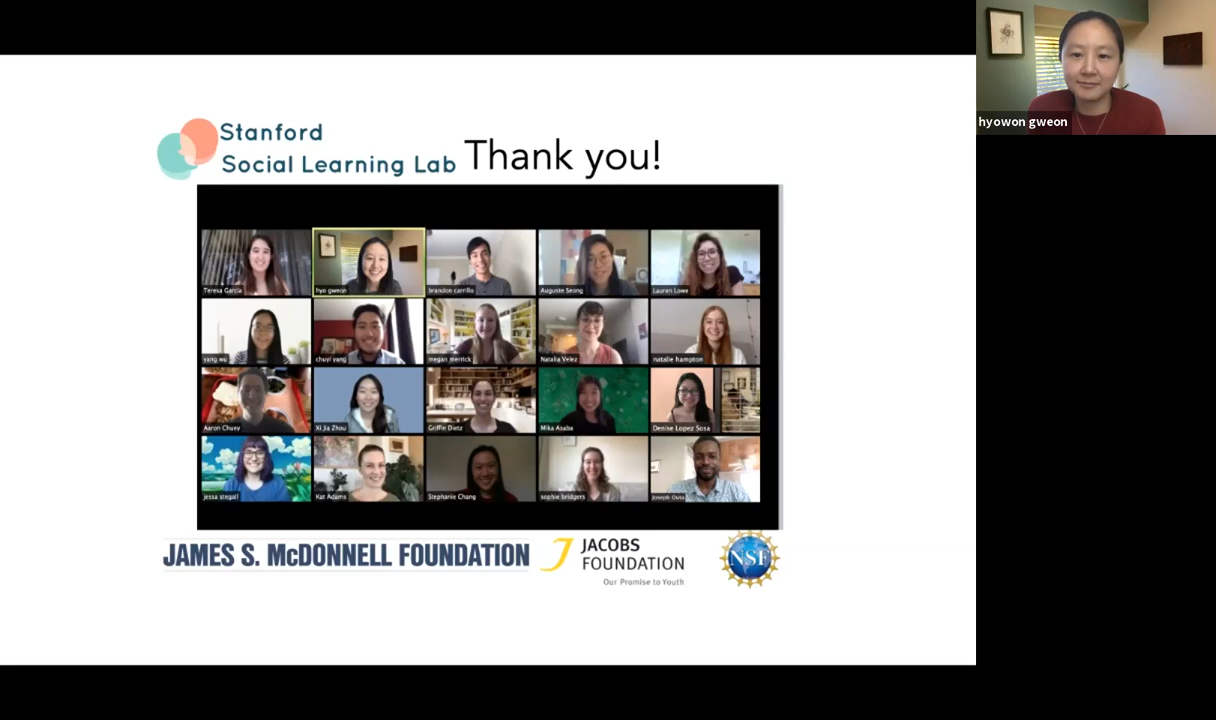 Stanford
Social Learning Lab
Thank you!
Teresa Garcia
hyo gweon
brandon carrillo
Auguste Seong
Lauren Lowe
yang wu
chuyi yang
megan merrick
Natalia Velez
natalie hampton
Aaron Chuey
Xi Jia Zhou
Griffin Dietz
Mika Asaba
Denise Lopez Sosa
jessa stegall
Kat Adams
Stephanie Chang
sophie bridgers
Joseph Outa
JAMES S. McDONNELL FOUNDATION
JACOBS
FOUNDATION
Our Promise to Youth
NSF
hyowon gweon